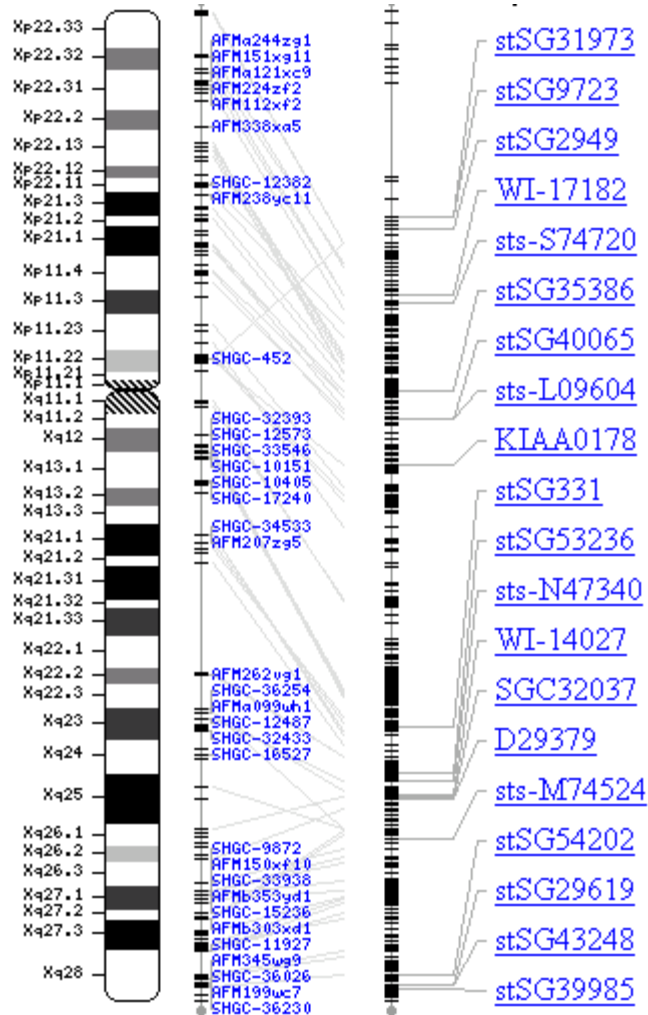 Xp22.33
Xp22.32
Xp22.31
Xp22.2
Xp22.13
Xp22.12
Xp22.11
Xp21.3
Xp21.2
Xp21.1
Xp11.4
Xp11.3
Xp11.23
Xp11.22
Xp11.21
Xp11.1
Xq11.1
Xq11.2
Xq12
Xq13.1
Xq13.2
Xq13.3
Xq21.1
Xq21.2
Xq21.31
Xq21.32
Xq21.33
Xq22.1
Xq22.2
Xq22.3
Xq23
Xq24
Xq25
Xq26.1
Xq26.2
Xq26.3
Xq27.1
Xq27.2
Xq27.3
Xq28
AFMa244zg1
AFM151xg11
AFMa121xc9
AFM224zf2
AFM112xf2
AFM338xa5
SHGC-12382
AFM238yc11
SHGC-452
SHGC-32393
SHGC-12573
SHGC-33546
SHGC-10151
SHGC-10405
SHGC-17240
SHGC-34533
AFM207zg5
AFM262vg1
SHGC-36254
AFMa099wh1
SHGC-12487
SHGC-32433
SHGC-16527
SHGC-9872
AFM150xf10
SHGC-33938
AFMb353yd1
SHGC-15236
AFMb303xd1
SHGC-11927
AFM345wg9
SHGC-36026
AFM199wc7
SHGC-36230
stSG31973
stSG9723
stSG2949
WI-17182
sts-S74720
stSG35386
stSG40065
sts-L09604
KIAA0178
stSG331
stSG53236
sts-N47340
WI-14027
SGC32037
D29379
sts-M74524
stSG54202
stSG29619
stSG43248
stSG39985